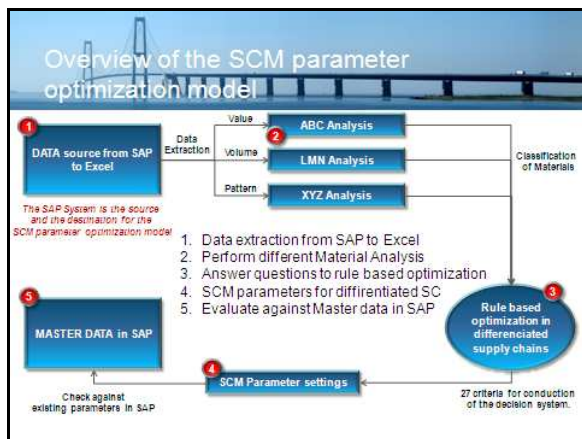 Overview of the SCM parameter
optimization model
1
DATA source from SAP
to Excel
The SAP System is the source
and the destination for the
SCM parameter optimization model
Data
Extraction
Value
Volume
Pattern
2
ABC Analysis
LMN Analysis
XYZ Analysis
Classification
of Materials
1. Data extraction from SAP to Excel
2. Perform different Material Analysis
3. Answer questions to rule based optimization
4. SCM parameters for diffirentiated SC
5. Evaluate against Master data in SAP
3
Rule based
optimization in
differenciated
supply chains
27 criteria for conduction
of the decision system.
4
SCM Parameter settings
5
MASTER DATA in SAP
Check against
existing parameters in SAP